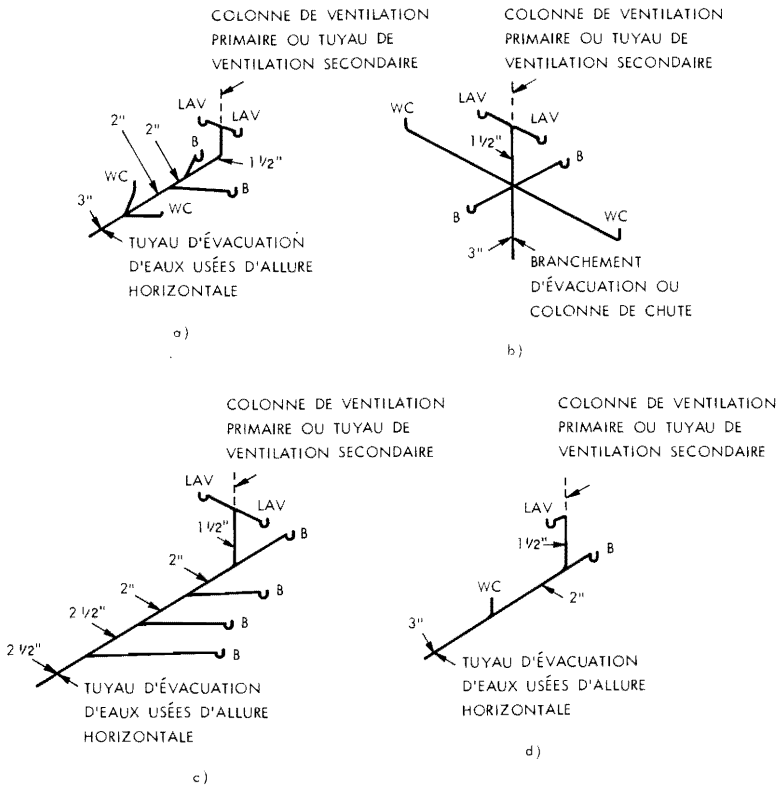 COLONNE DE VENTILATION
PRIMAIRE OU TUYAU DE
VENTILATION SECONDAIRE
LAV
LAV
2"
2"
B
1 1/2"
WC
B
WC
3"
TUYAU D'ÉVACUATION
D'EAUX USÉES D'ALLURE
HORIZONTALE
a)
COLONNE DE VENTILATION
PRIMAIRE OU TUYAU DE
VENTILATION SECONDAIRE
LAV
WC
LAV
1 1/2"
B
B
WC
3"
BRANCHEMENT
D'ÉVACUATION OU
COLONNE DE CHUTE
b)
COLONNE DE VENTILATION
PRIMAIRE OU TUYAU DE
VENTILATION SECONDAIRE
LAV
LAV
1 1/2"
B
2"
2"
B
2 1/2"
B
2 1/2"
B
TUYAU D'ÉVACUATION
D'EAUX USÉES D'ALLURE
HORIZONTALE
c)
COLONNE DE VENTILATION
PRIMAIRE OU TUYAU DE
VENTILATION SECONDAIRE
LAV
1 1/2"
B
WC
2"
3"
TUYAU D'ÉVACUATION
D'EAUX USÉES D'ALLURE
HORIZONTALE
d)